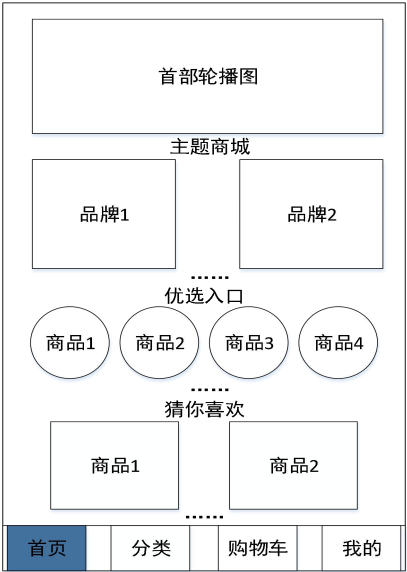 首部轮播图
主题商城
品牌1 品牌2
……
优选入口
商品1 商品2 商品3 商品4
……
猜你喜欢
商品1 商品2
……
首页 分类 购物车 我的